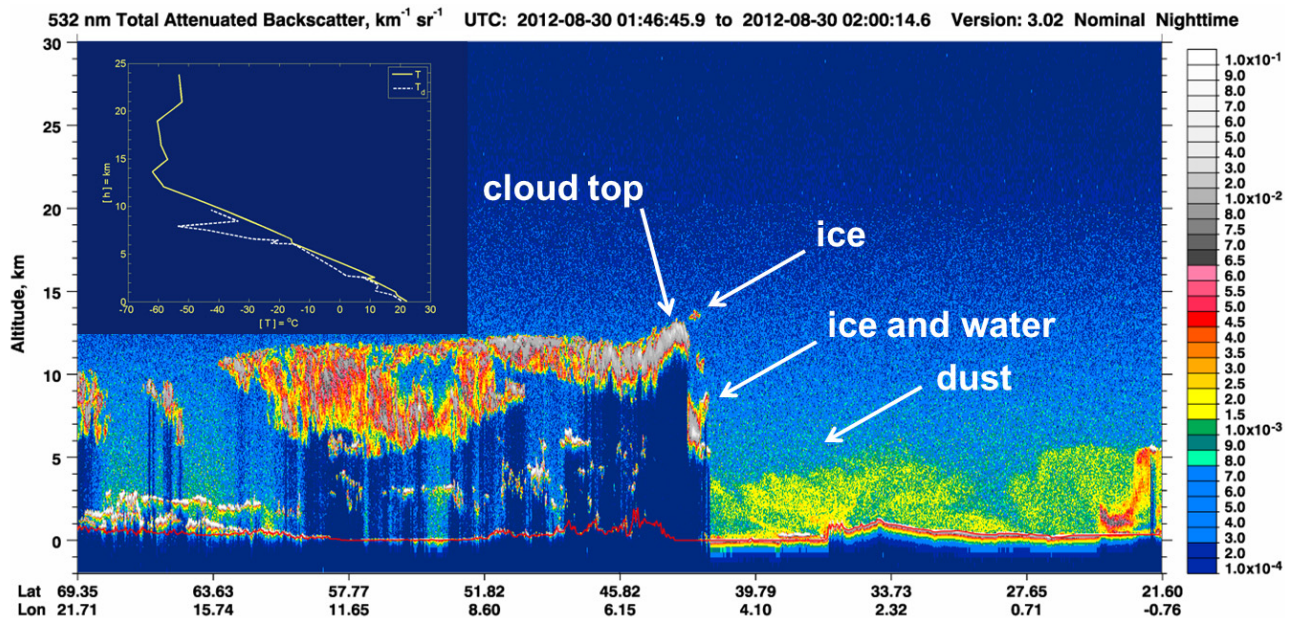 532 nm Total Attenuated Backscatter, km⁻¹ sr⁻¹ UTC: 2012-08-30 01:46:45.9 to 2012-08-30 02:00:14.6 Version: 3.02 Nominal Nighttime
30
25
20
15
10
5
0
Altitude, km
25
20
15
10
5
0
[ h ] = km
-70 -60 -50 -40 -30 -20 -10 0 10 20 30
[ T ] = °C
T
T_d
cloud top
ice
ice and water
dust
1.0x10⁻¹
9.0
8.0
7.0
6.0
5.0
4.0
3.0
2.0
1.0x10⁻²
8.0
7.5
7.0
6.5
6.0
5.5
5.0
4.5
4.0
3.5
3.0
2.5
2.0
1.5
1.0x10⁻³
9.0
8.0
7.0
6.0
5.0
4.0
3.0
2.0
1.0x10⁻⁴
Lat 69.35 63.63 57.77 51.82 45.82 39.79 33.73 27.65 21.60
Lon 21.71 15.74 11.65 8.60 6.15 4.10 2.32 0.71 -0.76